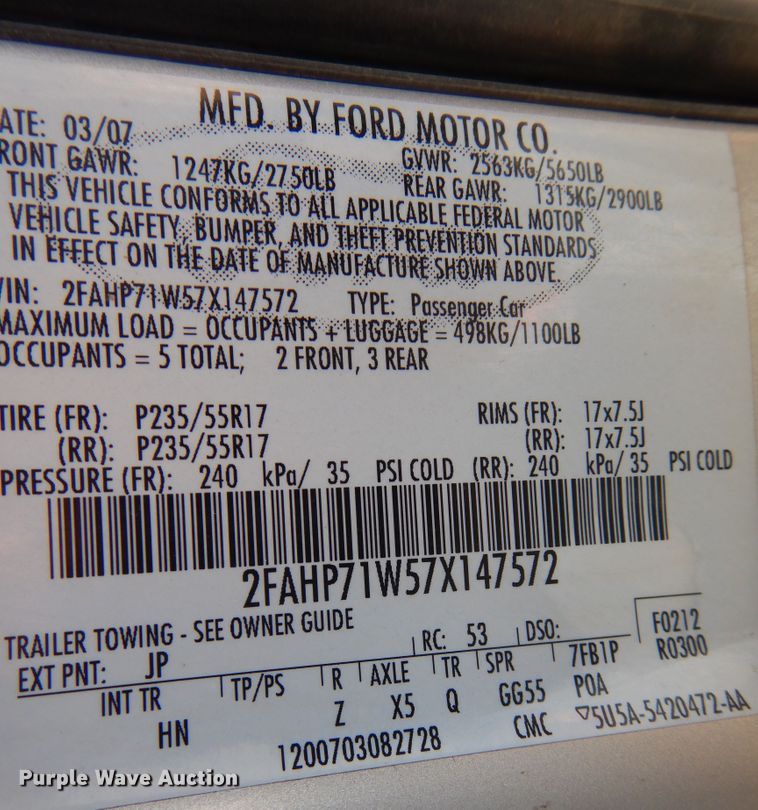 MFD. BY FORD MOTOR CO.
ATE: 03/07
RONT GAWR: 1247KG/2750LB GVWR: 2563KG/5650LB
REAR GAWR: 1315KG/2900LB
THIS VEHICLE CONFORMS TO ALL APPLICABLE FEDERAL MOTOR
VEHICLE SAFETY, BUMPER, AND THEFT PREVENTION STANDARDS
IN EFFECT ON THE DATE OF MANUFACTURE SHOWN ABOVE.
VIN: 2FAHP71W57X147572 TYPE: Passenger Car
MAXIMUM LOAD = OCCUPANTS + LUGGAGE = 498KG/1100LB
OCCUPANTS = 5 TOTAL; 2 FRONT, 3 REAR
TIRE (FR): P235/55R17 RIMS (FR): 17x7.5J
(RR): P235/55R17 (RR): 17x7.5J
PRESSURE (FR): 240 kPa/ 35 PSI COLD (RR): 240 kPa/ 35 PSI COLD
2FAHP71W57X147572
TRAILER TOWING - SEE OWNER GUIDE
EXT PNT: JP RC: 53 DSO: F0212
INT TR TP/PS R AXLE TR SPR 7FB1P R0300
HN Z X5 Q GG55 POA
1200703082728 CMC ▽5U5A-5420472-AA
Purple Wave Auction